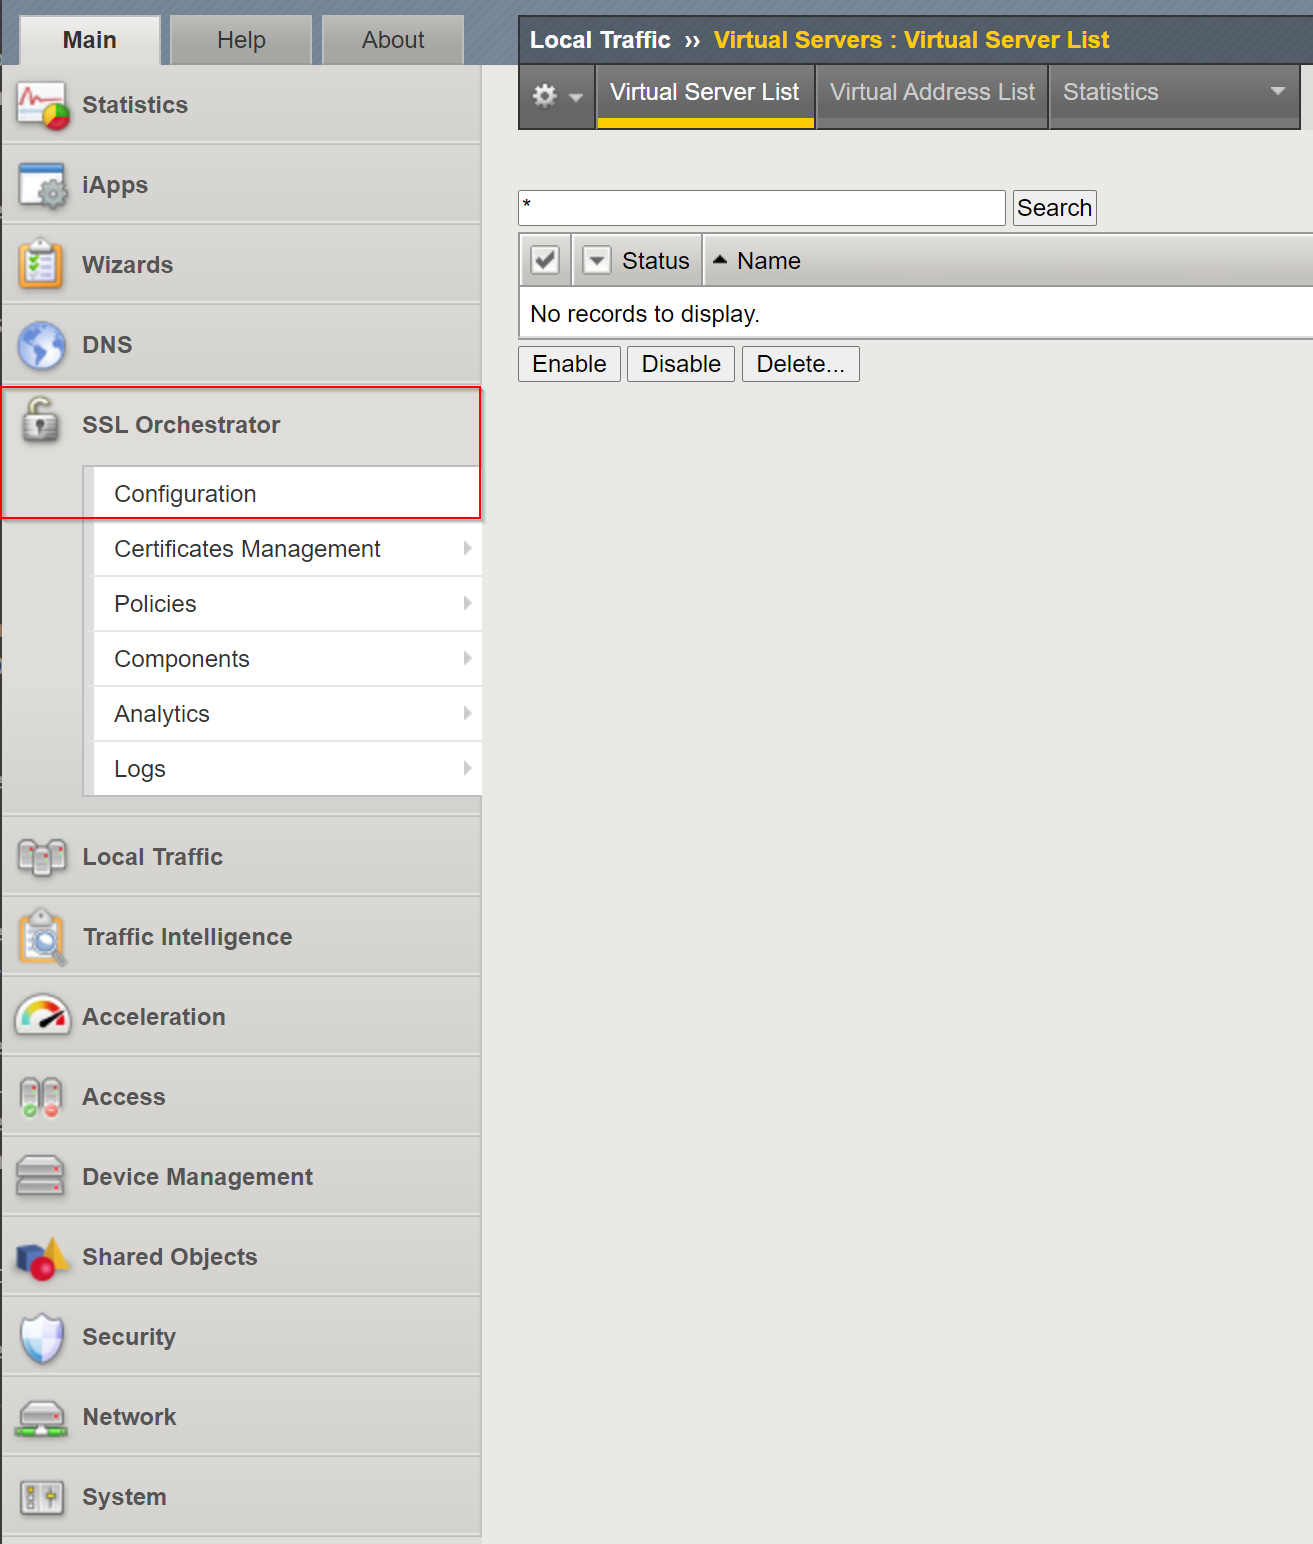 Main
Help
About
Local Traffic ›› Virtual Servers : Virtual Server List
Virtual Server List
Virtual Address List
Statistics
*
Search
Status
Name
No records to display.
Enable
Disable
Delete...
Statistics
iApps
Wizards
DNS
SSL Orchestrator
Configuration
Certificates Management
Policies
Components
Analytics
Logs
Local Traffic
Traffic Intelligence
Acceleration
Access
Device Management
Shared Objects
Security
Network
System